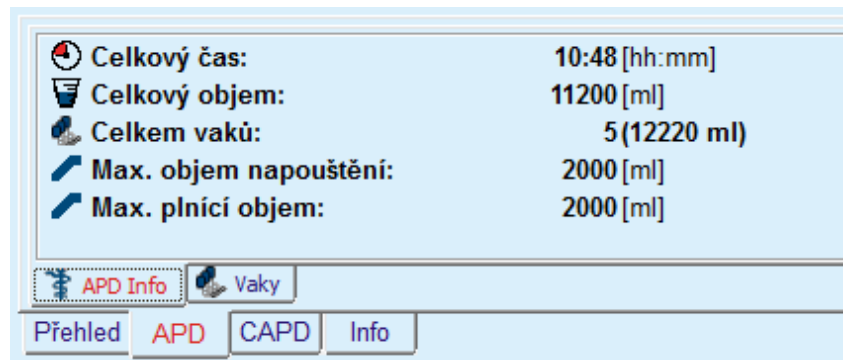 Celkový čas: 10:48 [hh:mm]
Celkový objem: 11200 [ml]
Celkem vaků: 5 (12220 ml)
Max. objem napouštění: 2000 [ml]
Max. plnící objem: 2000 [ml]
APD Info Vaky
Přehled APD CAPD Info